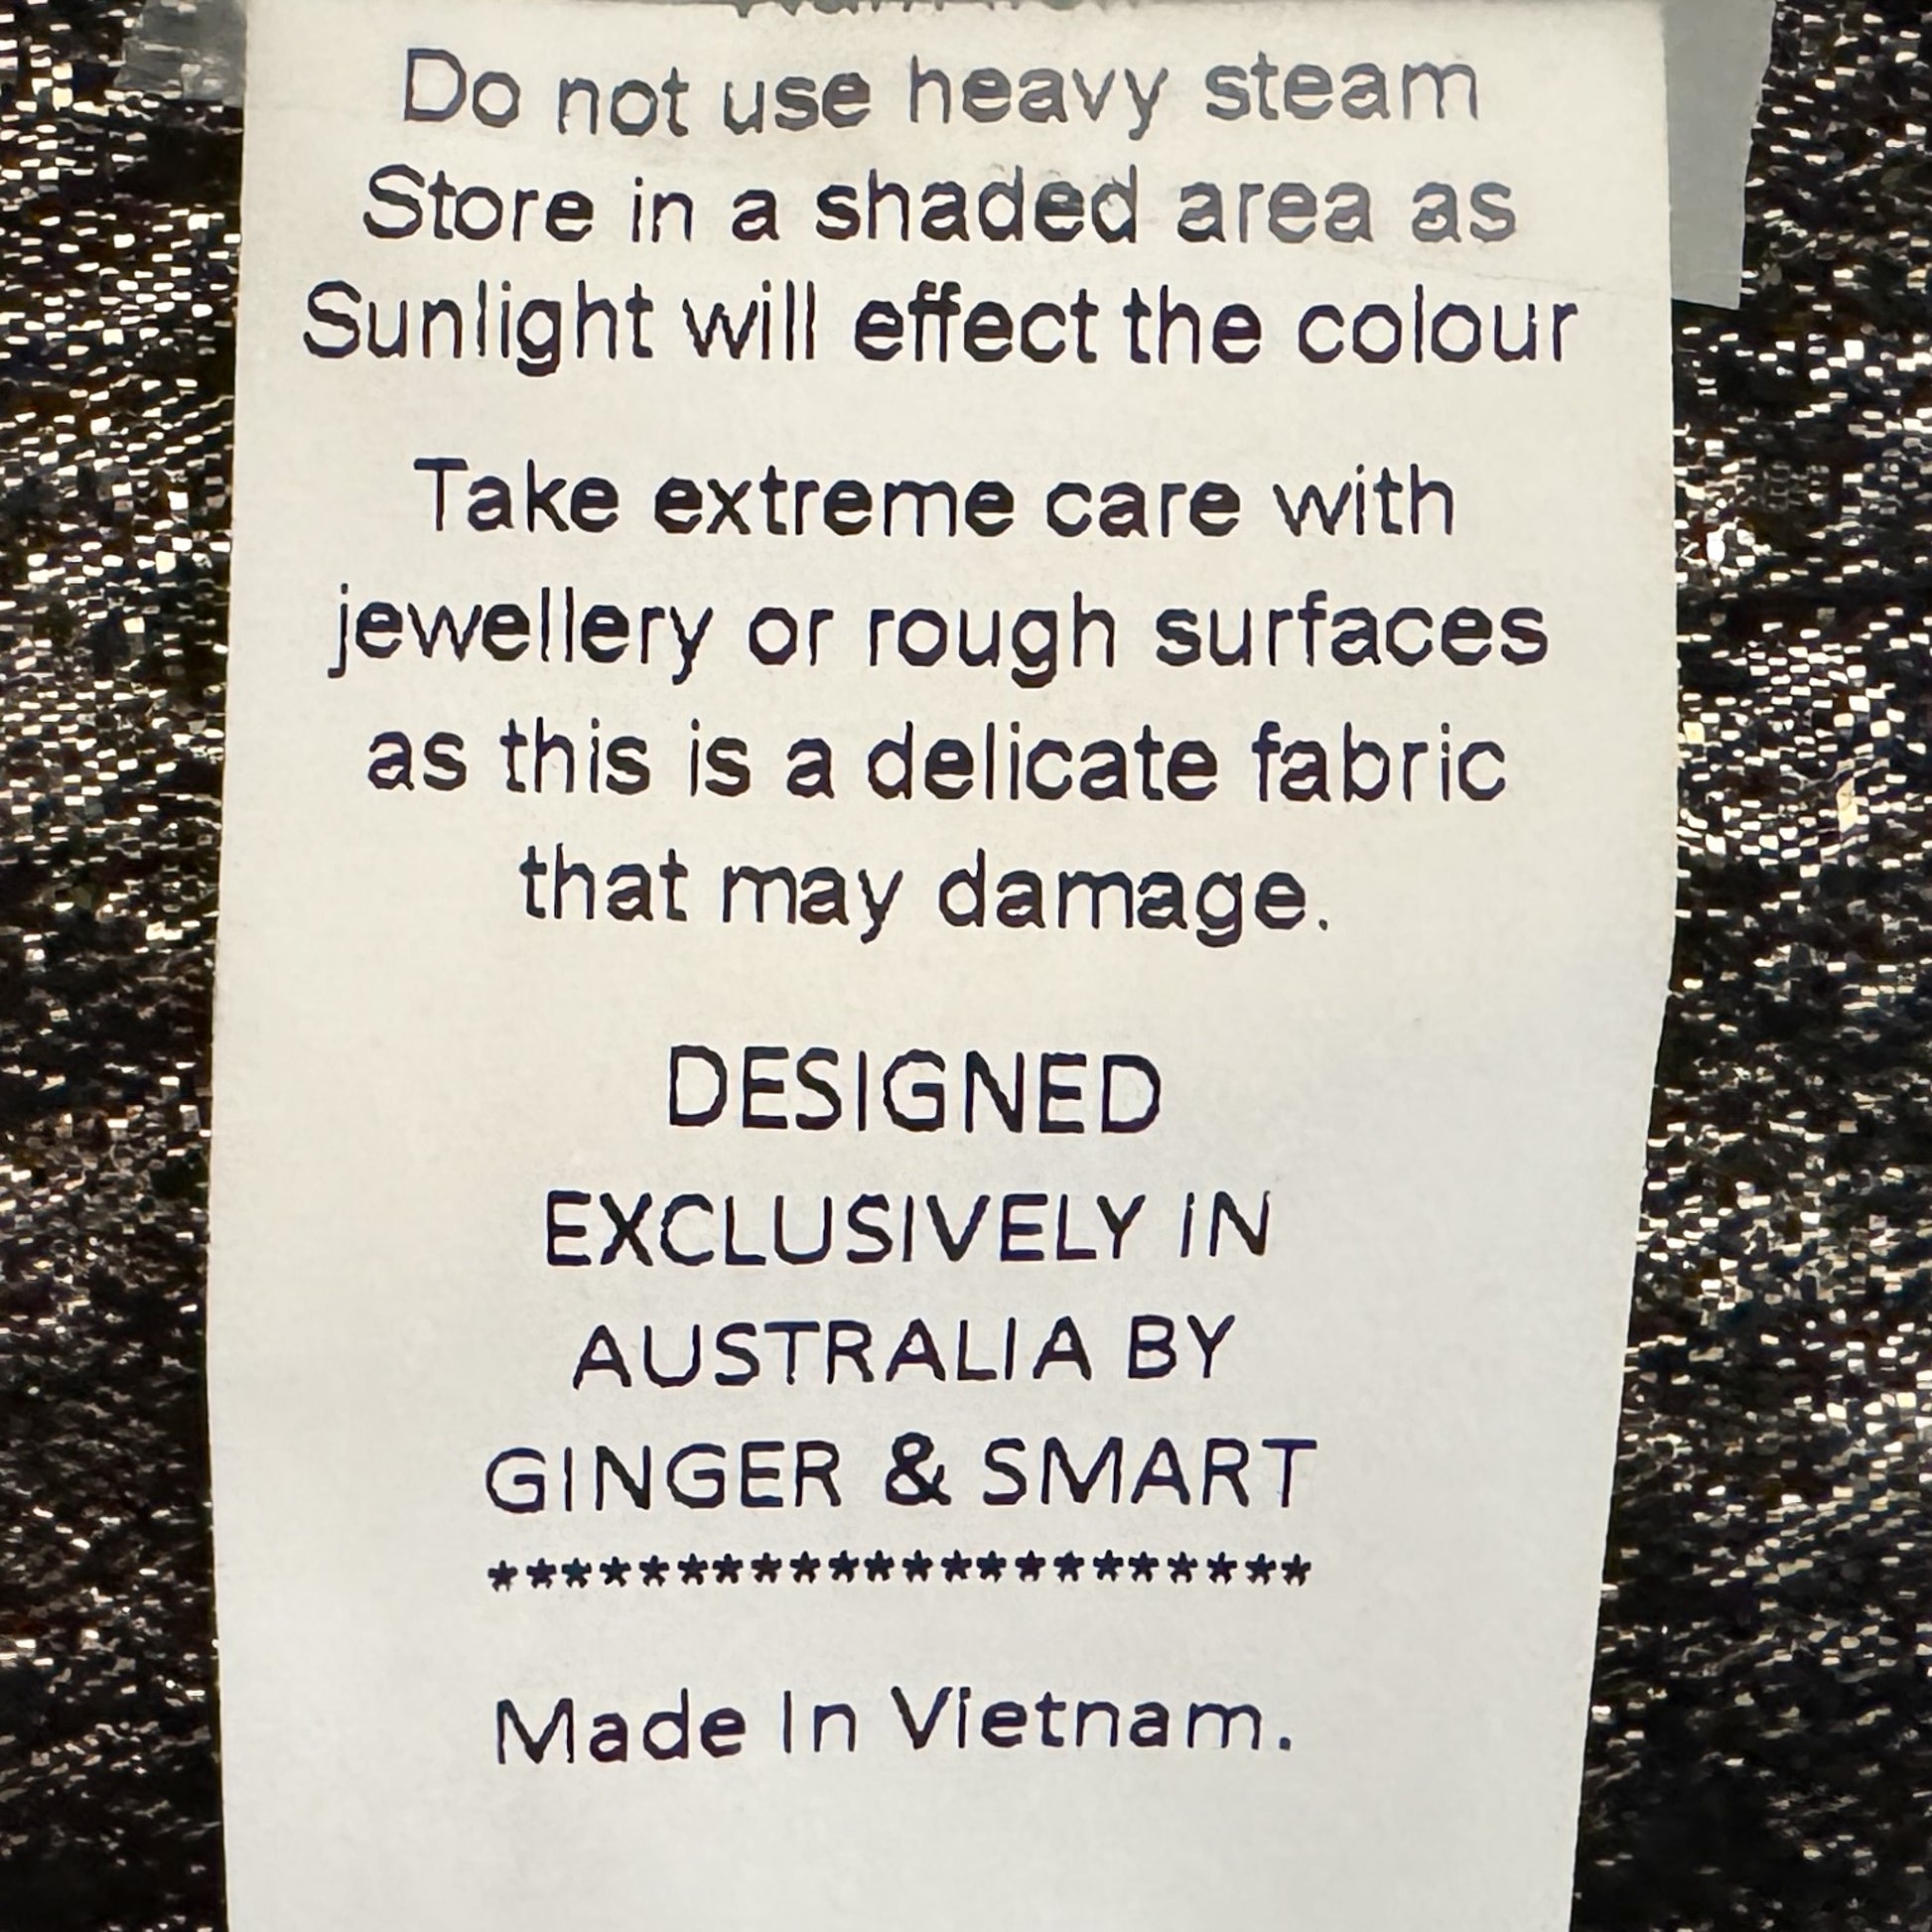 Do not use heavy steam
Store in a shaded area as
Sunlight will effect the colour
Take extreme care with
jewellery or rough surfaces
as this is a delicate fabric
that may damage.
DESIGNED
EXCLUSIVELY IN
AUSTRALIA BY
GINGER & SMART
**********************
Made In Vietnam.